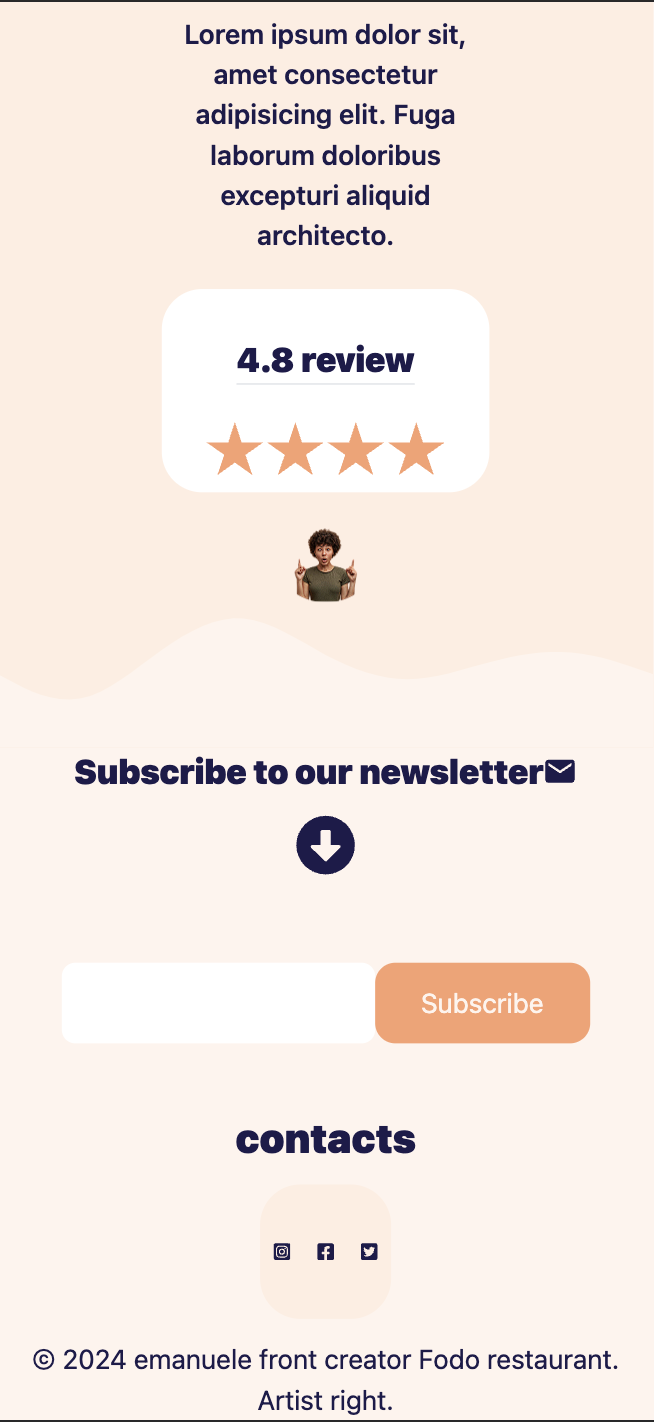 Lorem ipsum dolor sit,
amet consectetur
adipisicing elit. Fuga
laborum doloribus
excepturi aliquid
architecto.
4.8 review
Subscribe to our newsletter
Subscribe
contacts
© 2024 emanuele front creator Fodo restaurant.
Artist right.